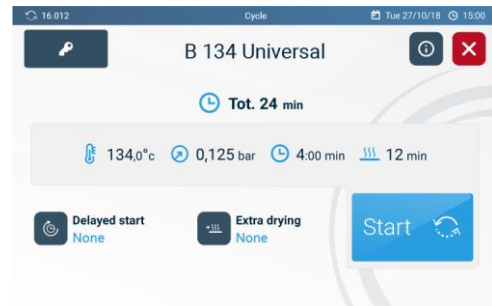 16.012 Cycle Tue 27/10/18 15:00
B 134 Universal
Tot. 24 min
134,0°c 0,125 bar 4:00 min 12 min
Delayed start
None
Extra drying
None
Start